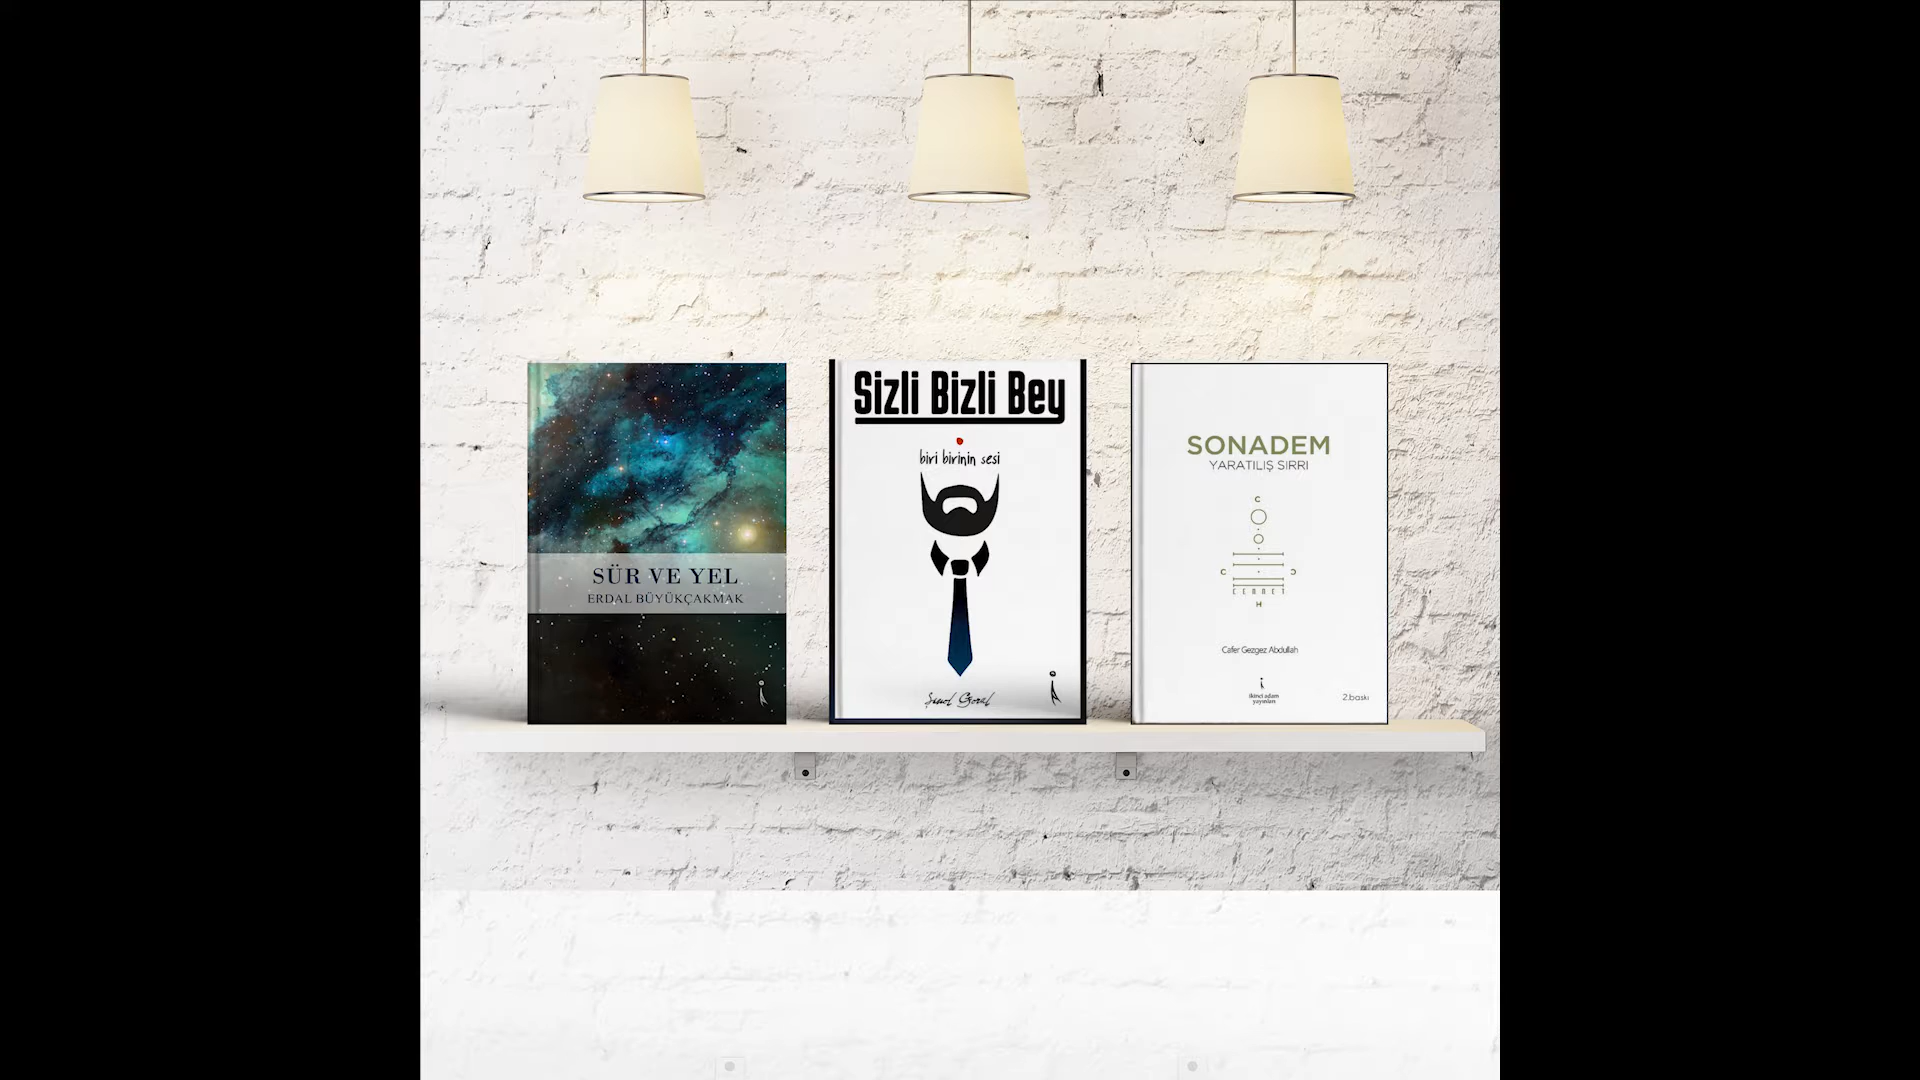 SÜR VE YEL
ERDAL BÜYÜKÇAKMAK
Sizli Bizli Bey
biri birinin sesi
SONADEM
YARATILIŞ SIRRI
C
C
H
Cafer Gezgez Abdullah
ikinci adam
yayınları
2.baskı